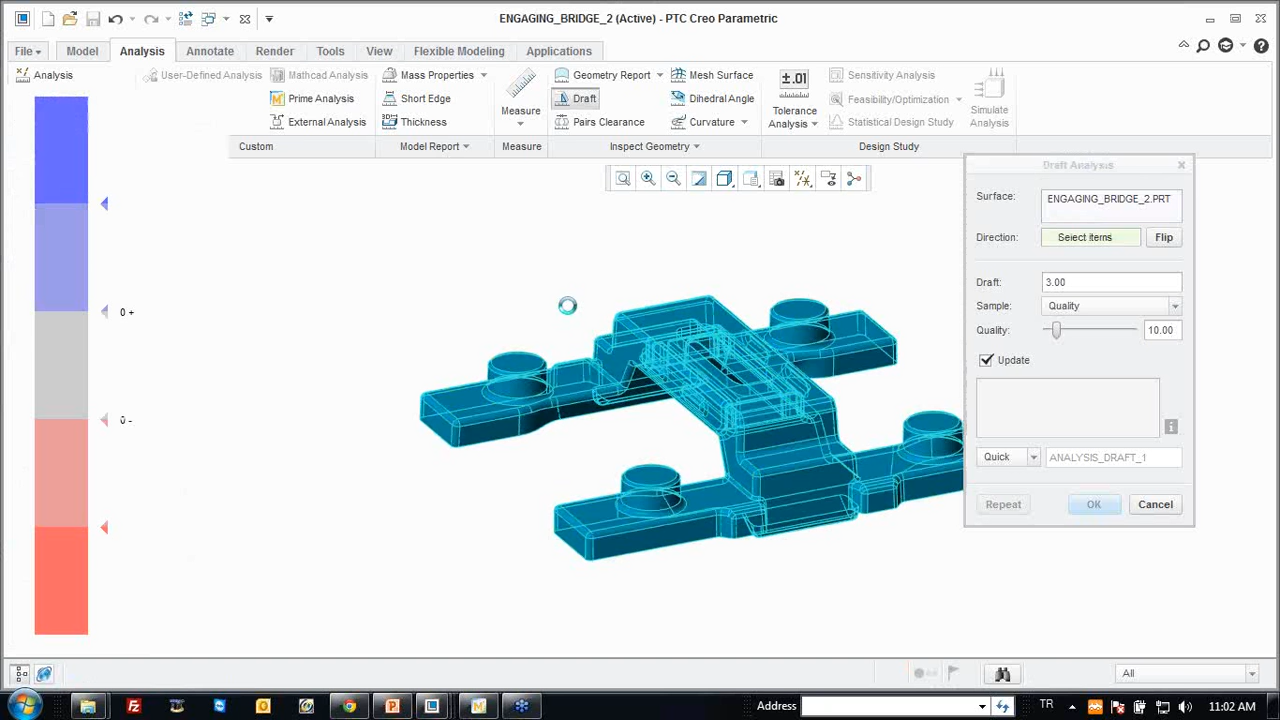 ENGAGING_BRIDGE_2 (Active) - PTC Creo Parametric
File Model Analysis Annotate Render Tools View Flexible Modeling Applications
Analysis User-Defined Analysis Mathcad Analysis Mass Properties Geometry Report Mesh Surface Sensitivity Analysis
Prime Analysis Short Edge Draft Dihedral Angle Feasibility/Optimization
External Analysis Thickness Pairs Clearance Curvature Statistical Design Study
Measure
±.01
Tolerance
Analysis
Simulate
Analysis
Custom Model Report Measure Inspect Geometry Design Study
Draft Analysis
Surface: ENGAGING_BRIDGE_2.PRT
Direction: Select items Flip
Draft: 3.00
Sample: Quality
Quality: 10.00
Update
Quick ANALYSIS_DRAFT_1
Repeat OK Cancel
0 +
0 -
All
Address TR 11:02 AM